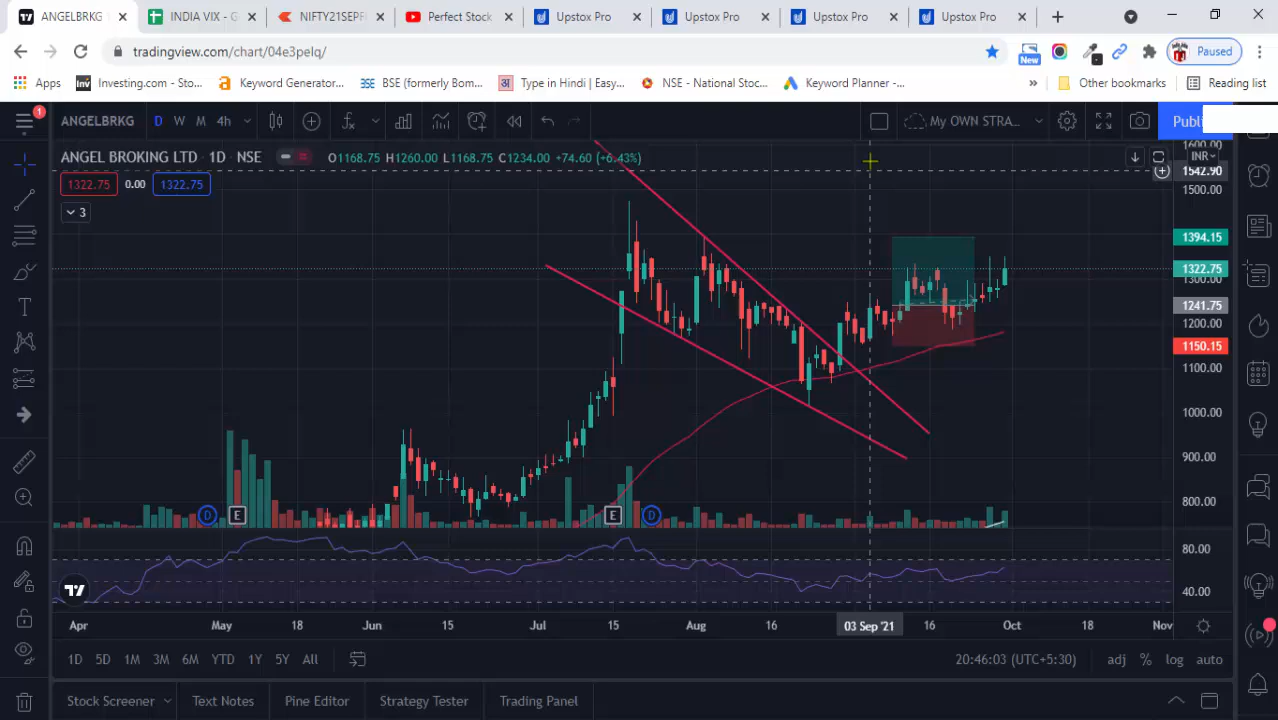 ANGELBRKG
INDIA VIX - G
NIFTY21SEPF
Perfect Stock
Upstox Pro
Upstox Pro
Upstox Pro
Upstox Pro
tradingview.com/chart/04e3pelq/
New
Paused
Apps
Investing.com - Sto...
Keyword Generator...
BSE (formerly Bom...
Type in Hindi | Easy...
NSE - National Stoc...
Keyword Planner -...
»
Other bookmarks
Reading list
1
ANGELBRKG
D W M 4h
My OWN STRA...
Publi
ANGEL BROKING LTD · 1D · NSE
O1168.75 H1260.00 L1168.75 C1234.00 +74.60 (+6.43%)
INR
1600.00
1542.90
1322.75 0.00 1322.75
1500.00
3
1394.15
1322.75
1300.00
1241.75
1200.00
1150.15
1100.00
1000.00
900.00
800.00
D E E D
80.00
40.00
Apr May 18 Jun 15 Jul 15 Aug 16 03 Sep '21 16 Oct 18 Nov
1D 5D 1M 3M 6M YTD 1Y 5Y All
20:46:03 (UTC+5:30)
adj % log auto
Stock Screener Text Notes Pine Editor Strategy Tester Trading Panel